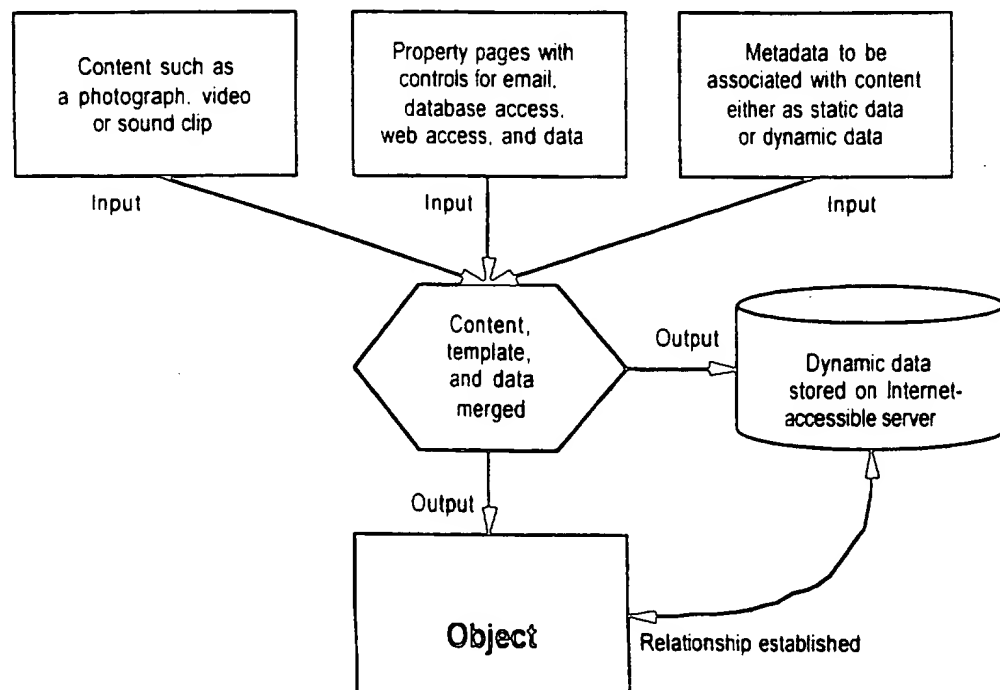 Content such as
a photograph, video
or sound clip
Property pages with
controls for email,
database access,
web access, and data
Metadata to be
associated with content
either as static data
or dynamic data
Input
Input
Input
Content,
template,
and data
merged
Output
Dynamic data
stored on Internet-
accessible server
Output
Object
Relationship established